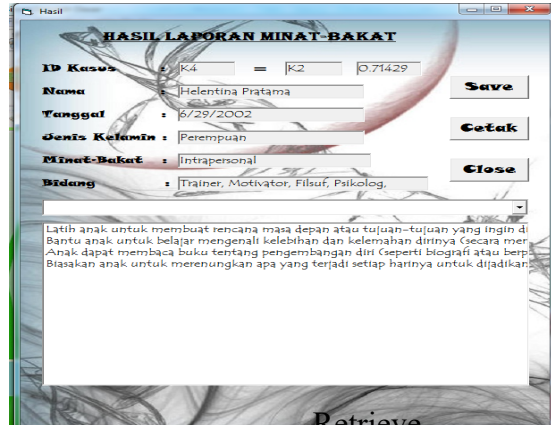 Hasil
HASIL LAPORAN MINAT-BAKAT
ID Kasus : K4 = K2 0.71429
Nama : Helentina Pratama
Tanggal : 6/29/2002
Jenis Kelamin : Perempuan
Minat-Bakat : Intrapersonal
Bidang : Trainer, Motivator, Filsuf, Psikolog,
Save
Cetak
Close
Latih anak untuk membuat rencana masa depan atau tujuan-tujuan yang ingin di
Bantu anak untuk belajar mengenali kelebihan dan kelemahan dirinya (secara mer
Anak dapat membaca buku tentang pengembangan diri (seperti biografi atau berp
Biasakan anak untuk merenungkan apa yang terjadi setiap harinya untuk dijadikan
Retrieve